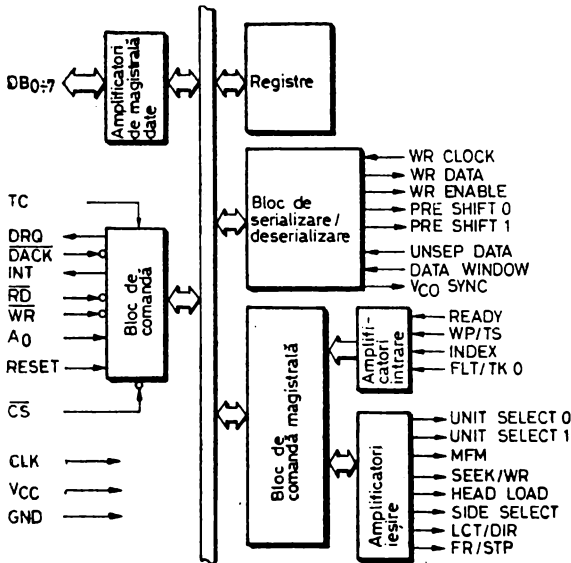 DB0÷7
Amplificatori
de magistrală
date
Registre
TC
DRQ
DACK
INT
RD
WR
A0
RESET
CS
CLK
VCC
GND
Bloc de
comandă
Bloc de
serializare/
deserializare
WR CLOCK
WR DATA
WR ENABLE
PRE SHIFT 0
PRE SHIFT 1
UNSEP DATA
DATA WINDOW
VCO SYNC
Bloc de
comandă magistrală
Amplifi-
catori
intrare
READY
WP/TS
INDEX
FLT/TK 0
Amplificatori
ieșire
UNIT SELECT 0
UNIT SELECT 1
MFM
SEEK/WR
HEAD LOAD
SIDE SELECT
LCT/DIR
FR/STP